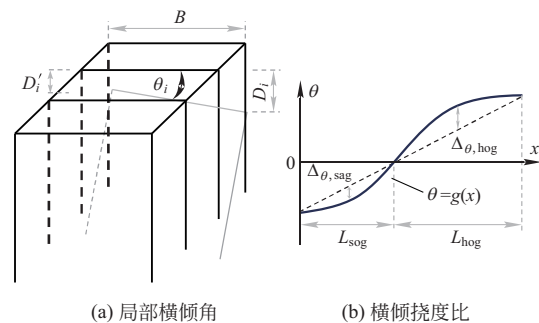 B
D′ᵢ
θᵢ
Dᵢ
θ
x
0
Δθ, hog
Δθ, sag
θ=g(x)
Lsog
Lhog
(a) 局部横倾角
(b) 横倾挠度比